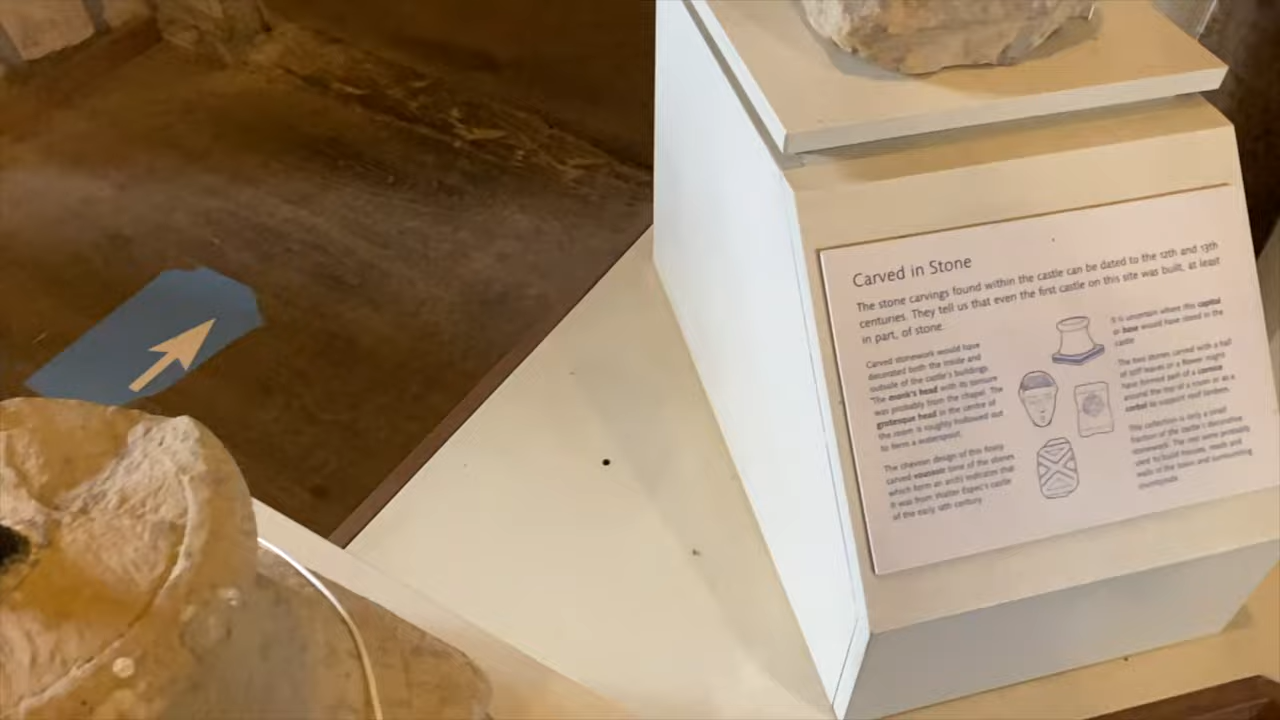 Carved in Stone
The stone carvings found within the castle can be dated to the 12th and 13th
centuries. They tell us that even the first castle on this site was built, at least
in part, of stone.
Carved stonework would have
decorated both the inside and
outside of the castle's buildings.
The monk's head with its tonsure
was probably from the chapel. The
grotesque head in the centre of
the room is roughly hollowed out
to form a waterspout.
The chevron design of this finely
carved voussoir (one of the stones
which form an arch) indicates that
it was from Walter Espec's castle
of the early 12th century.
It is uncertain where this capital
or base would have stood in the
castle.
The two stones carved with a ball
of stiff leaves or a flower might
have formed part of a cornice
around the top of a room or as a
corbel to support roof timbers.
This collection is only a small
fraction of the castle's decorative
stonework. The rest were probably
used to build houses, roads and
walls in the town and surrounding
countryside.